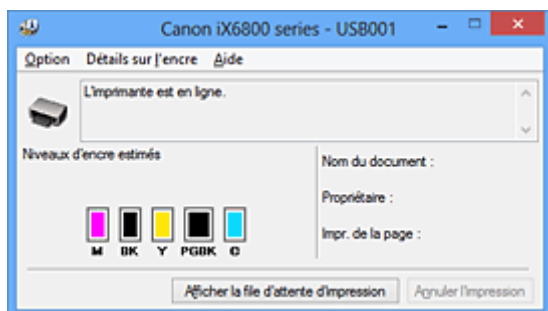 Canon iX6800 series - USB001
Option Détails sur l'encre Aide
L'imprimante est en ligne.
Niveaux d'encre estimés
Nom du document :
Propriétaire :
Impr. de la page :
M BK Y PGBK C
Afficher la file d'attente d'impression Annuler l'impression